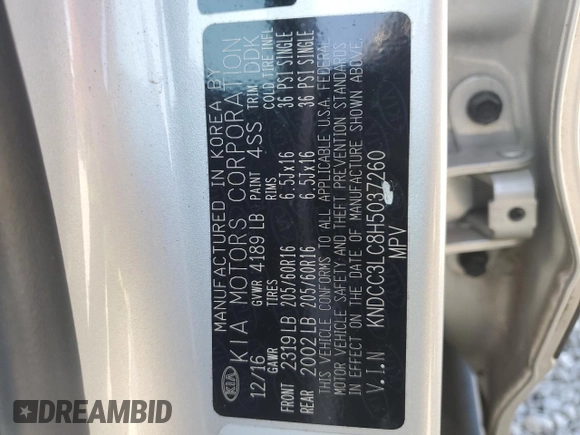 MANUFACTURED IN KOREA BY
KIA KIA MOTORS CORPORATION
12/16 GVWR 4189 LB PAINT 4SS TRIM DDK
GAWR TIRES RIMS COLD TIRE INFL
FRONT 2319 LB 205/60R16 6.5Jx16 36 PSI SINGLE
REAR 2002 LB 205/60R16 6.5Jx16 36 PSI SINGLE
THIS VEHICLE CONFORMS TO ALL APPLICABLE U.S.A. FEDERAL
MOTOR VEHICLE SAFETY AND THEFT PREVENTION STANDARDS
IN EFFECT ON THE DATE OF MANUFACTURE SHOWN ABOVE.
V.I.N KNDCC3LC8H5037260
MPV
DREAMBID